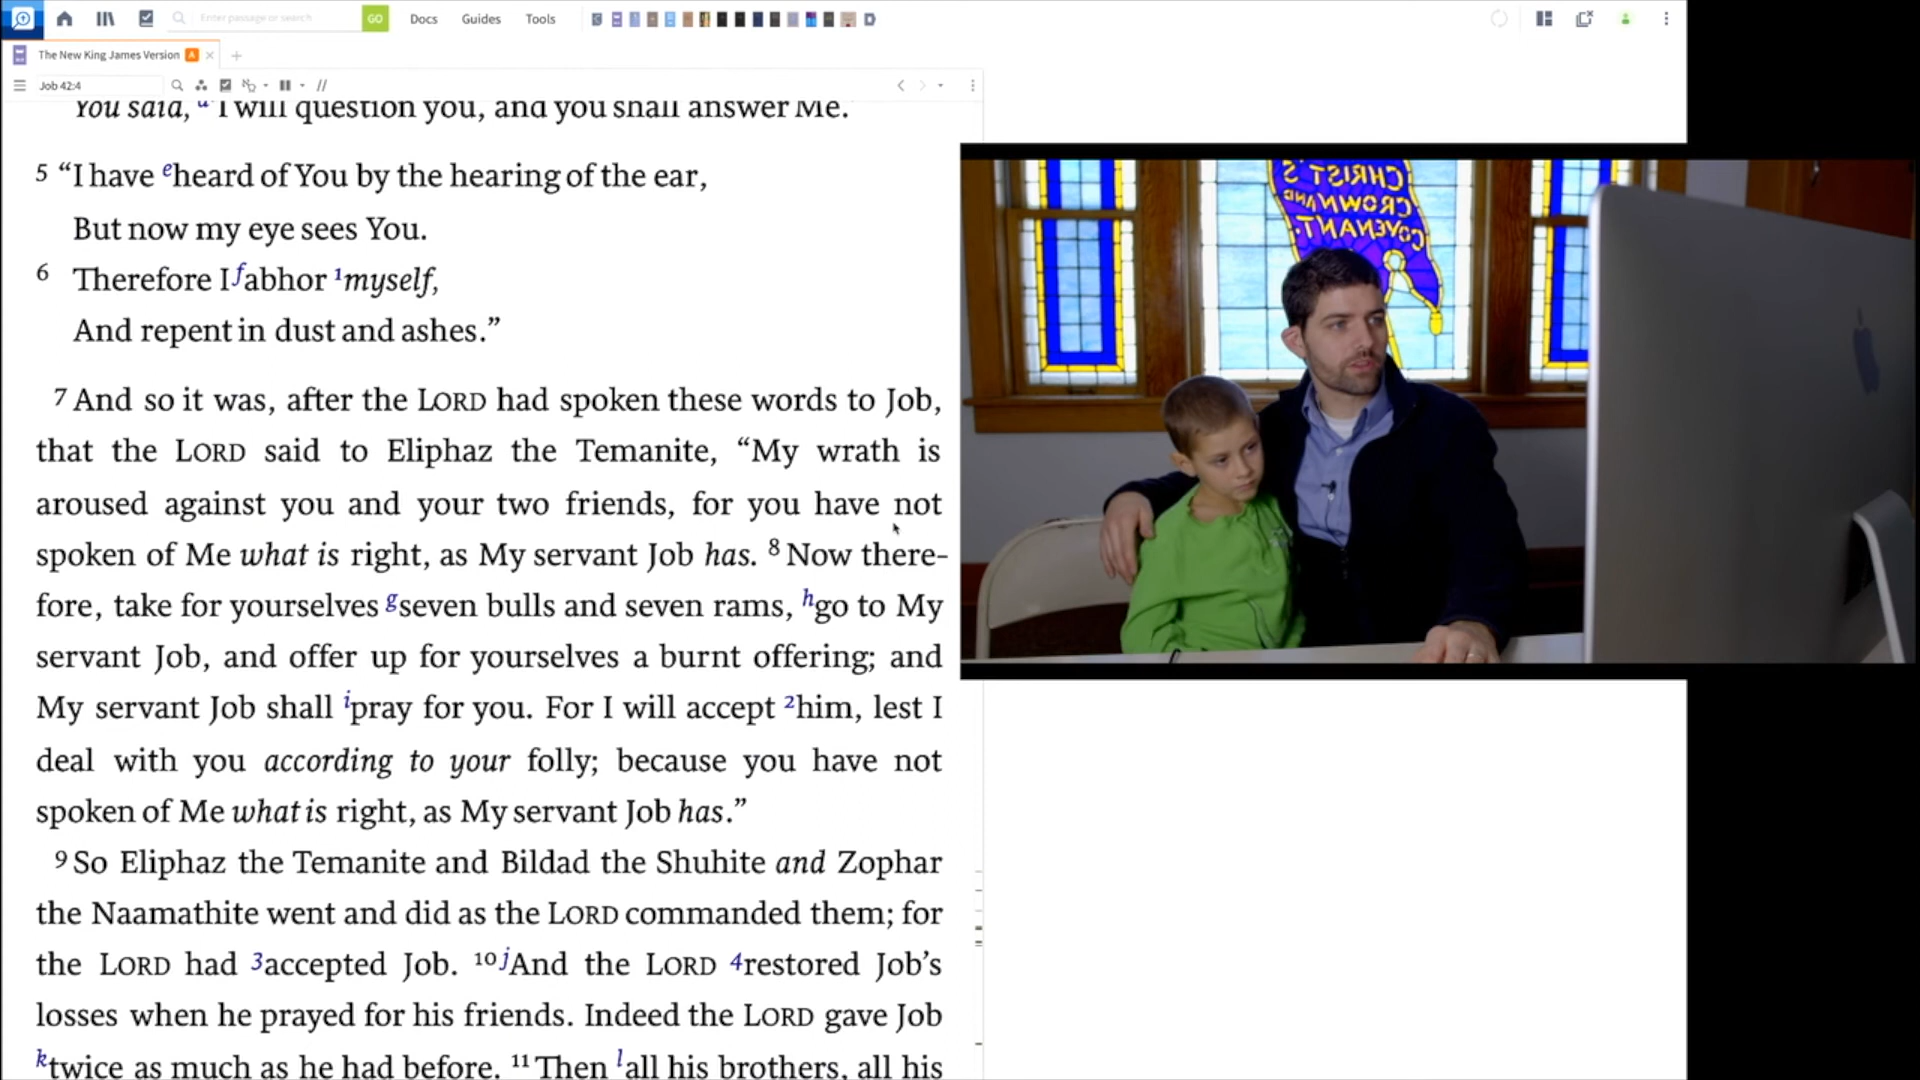 Enter passage or search
GO
Docs
Guides
Tools
The New King James Version A
Job 42:4
You said, d‘I will question you, and you shall answer Me.’
5 “I have eheard of You by the hearing of the ear,
But now my eye sees You.
6 Therefore I fabhor 1myself,
And repent in dust and ashes.”
7 And so it was, after the LORD had spoken these words to Job,
that the LORD said to Eliphaz the Temanite, “My wrath is
aroused against you and your two friends, for you have not
spoken of Me what is right, as My servant Job has. 8 Now there-
fore, take for yourselves gseven bulls and seven rams, hgo to My
servant Job, and offer up for yourselves a burnt offering; and
My servant Job shall ipray for you. For I will accept 2him, lest I
deal with you according to your folly; because you have not
spoken of Me what is right, as My servant Job has.”
9 So Eliphaz the Temanite and Bildad the Shuhite and Zophar
the Naamathite went and did as the LORD commanded them; for
the LORD had 3accepted Job. 10 jAnd the LORD 4restored Job’s
losses when he prayed for his friends. Indeed the LORD gave Job
ktwice as much as he had before. 11 Then lall his brothers, all his
CHRIST'S
CROWN AND
COVENANT.